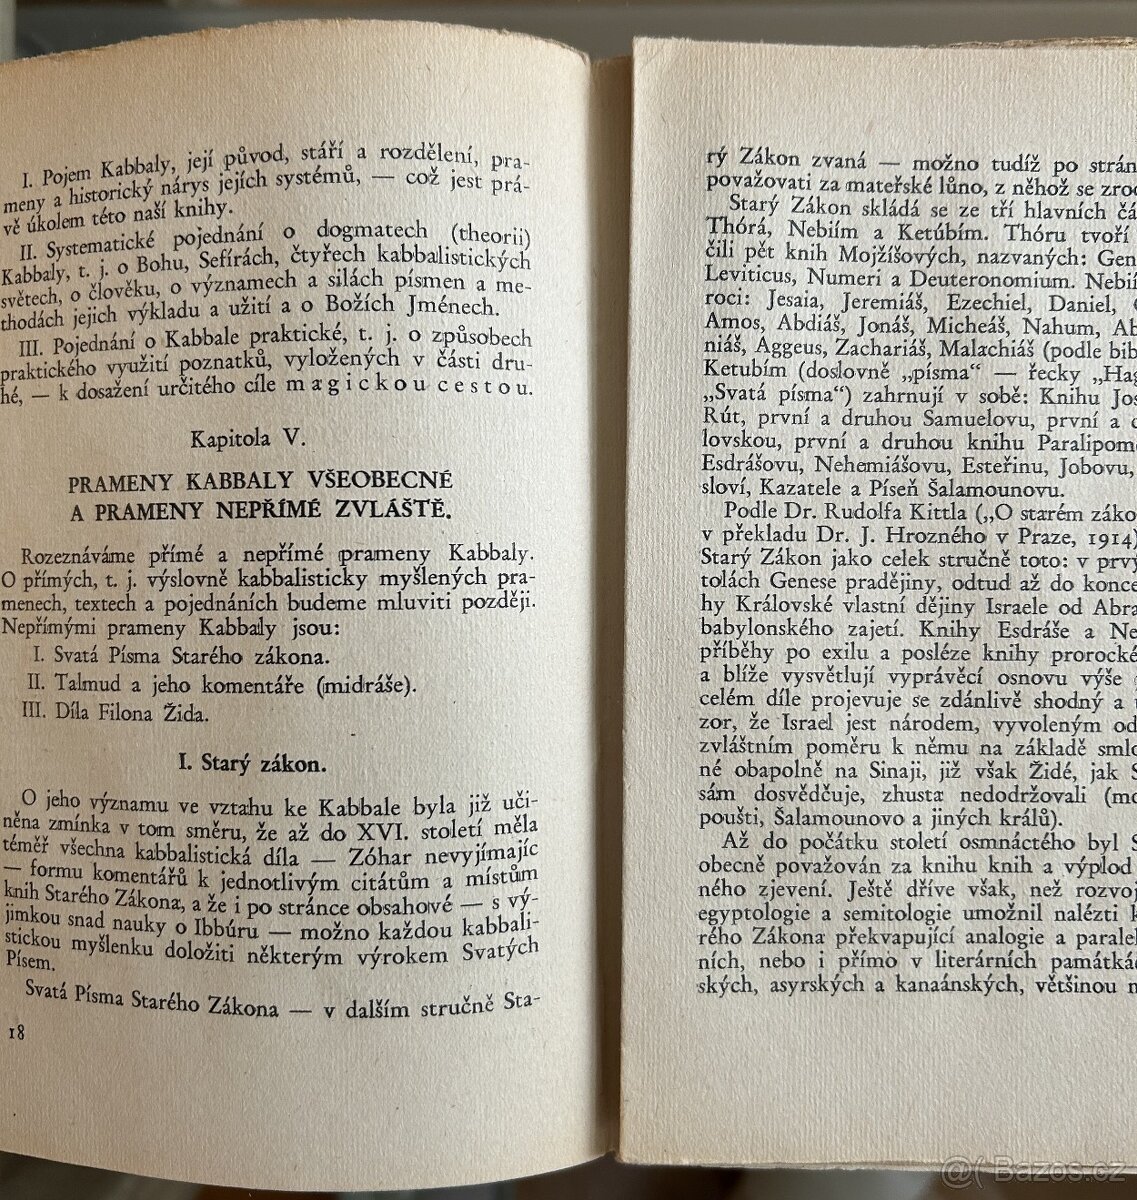 I. Pojem Kabbaly, její původ, stáří a rozdělení, pra-
meny a historický nárys jejích systémů, — což jest prá-
vě úkolem této naší knihy.
II. Systematické pojednání o dogmatech (theorii)
Kabbaly, t. j. o Bohu, Sefírách, čtyřech kabbalistických
světech, o člověku, o významech a silách písmen a me-
thodách jejich výkladu a užití a o Božích Jménech.
III. Pojednání o Kabbale praktické, t. j. o způsobech
praktického využití poznatků, vyložených v části dru-
hé, — k dosažení určitého cíle magickou cestou.
Kapitola V.
PRAMENY KABBALY VŠEOBECNÉ
A PRAMENY NEPŘÍMÉ ZVLÁŠTĚ.
Rozeznáváme přímé a nepřímé prameny Kabbaly.
O přímých, t. j. výslovně kabbalisticky myšlených pra-
menech, textech a pojednáních budeme mluviti později.
Nepřímými prameny Kabbaly jsou:
I. Svatá Písma Starého zákona.
II. Talmud a jeho komentáře (midráše).
III. Díla Filona Žida.
I. Starý zákon.
O jeho významu ve vztahu ke Kabbale byla již uči-
něna zmínka v tom směru, že až do XVI. století měla
téměř všechna kabbalistická díla — Zóhar nevyjímajíc
— formu komentářů k jednotlivým citátům a místům
knih Starého Zákona, a že i po stránce obsahové — s vý-
jimkou snad nauky o Ibbúru — možno každou kabbali-
stickou myšlenku doložiti některým výrokem Svatých
Písem.
Svatá Písma Starého Zákona — v dalším stručně Sta-
18
rý Zákon zvaná — možno tudíž po strán
považovati za mateřské lůno, z něhož se zroc
Starý Zákon skládá se ze tří hlavních čá
Thórá, Nebiím a Ketúbím. Thóru tvoří
čili pět knih Mojžíšových, nazvaných: Gen
Leviticus, Numeri a Deuteronomium. Nebií
roci: Jesaia, Jeremiáš, Ezechiel, Daniel,
Amos, Abdiáš, Jonáš, Micheáš, Nahum, Ab
niáš, Aggeus, Zachariáš, Malachiáš (podle bib
Ketubím (doslovně „písma“ — řecky „Hag
„Svatá písma“) zahrnují v sobě: Knihu Jos
Rút, první a druhou Samuelovu, první a d
lovskou, první a druhou knihu Paralipom
Esdrášovu, Nehemiášovu, Esteřinu, Jobovu,
sloví, Kazatele a Píseň Šalamounovu.
Podle Dr. Rudolfa Kittla („O starém záko
v překladu Dr. J. Hrozného v Praze, 1914)
Starý Zákon jako celek stručně toto: v prvý
tolách Genese pradějiny, odtud až do konce
hy Královské vlastní dějiny Israele od Abra
babylonského zajetí. Knihy Esdráše a Ne
příběhy po exilu a posléze knihy prorocké
a blíže vysvětlují vyprávěcí osnovu výše
celém díle projevuje se zdánlivě shodný a
zor, že Israel jest národem, vyvoleným od
zvláštním poměru k němu na základě smlo
né obapolně na Sinaji, již však Židé, jak S
sám dosvědčuje, zhusta nedodržovali (mo
poušti, Šalamounovo a jiných králů).
Až do počátku století osmnáctého byl S
obecně považován za knihu knih a výplod
ného zjevení. Ještě dříve však, než rozvoj
egyptologie a semitologie umožnil nalézti k
rého Zákona překvapující analogie a paralel
ních, nebo i přímo v literárních památkác
ských, asyrských a kanaánských, většinou n
@( Bazos.cz